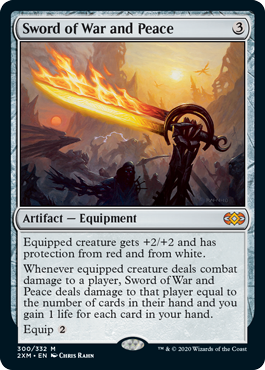 Sword of War and Peace 3
Artifact — Equipment
Equipped creature gets +2/+2 and has
protection from red and from white.
Whenever equipped creature deals combat
damage to a player, Sword of War and
Peace deals damage to that player equal to
the number of cards in their hand and you
gain 1 life for each card in your hand.
Equip 2
300/332 M
2XM • EN Chris Rahn
™ & © 2020 Wizards of the Coast